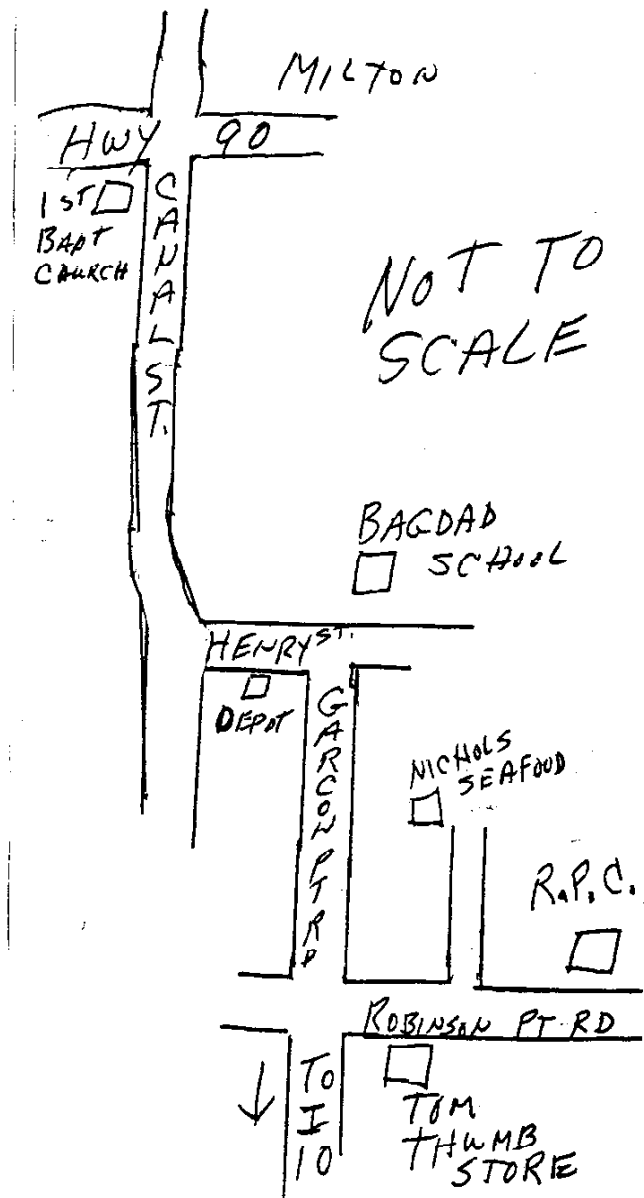 MILTON
HWY 90
1ST
BAPT
CHURCH
CANAL ST.
NOT TO
SCALE
BAGDAD
SCHOOL
HENRY ST.
DEPOT
GARCON PT RD
NICHOLS
SEAFOOD
R.P.C.
ROBINSON PT RD
TO
I
10
TOM
THUMB
STORE